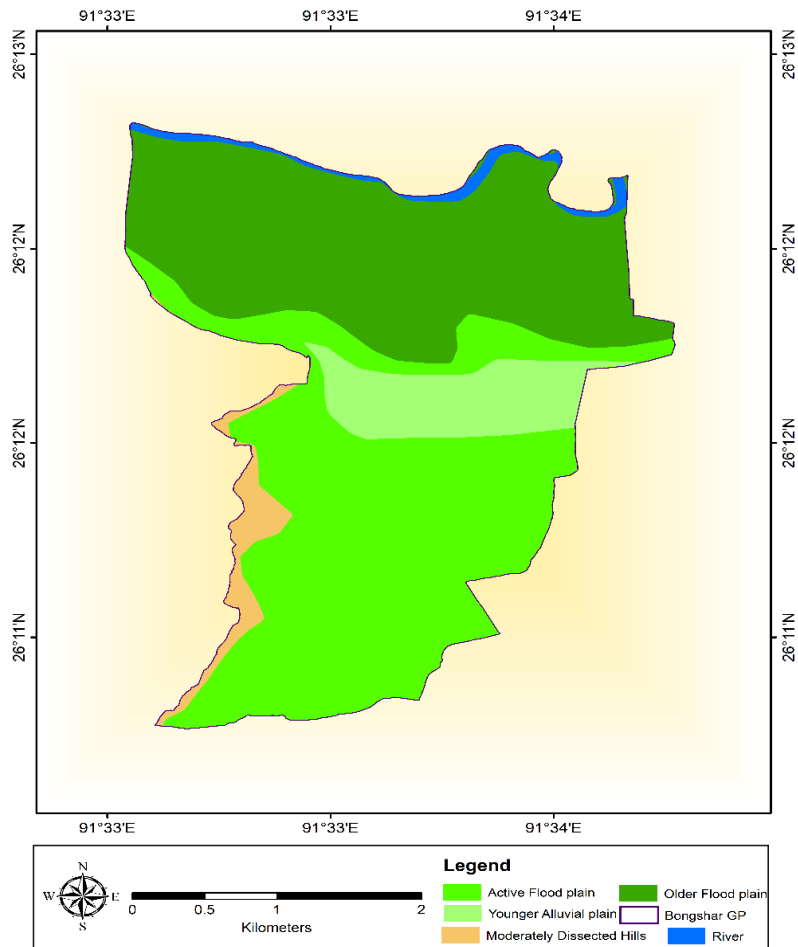 91°33'E 91°33'E 91°34'E
26°13'N 26°13'N
26°12'N 26°12'N
26°12'N 26°12'N
26°11'N 26°11'N
91°33'E 91°33'E 91°34'E
Legend
N
W E
S
0 0.5 1 2
Kilometers
Active Flood plain Older Flood plain
Younger Alluvial plain Bongshar GP
Moderately Dissected Hills River